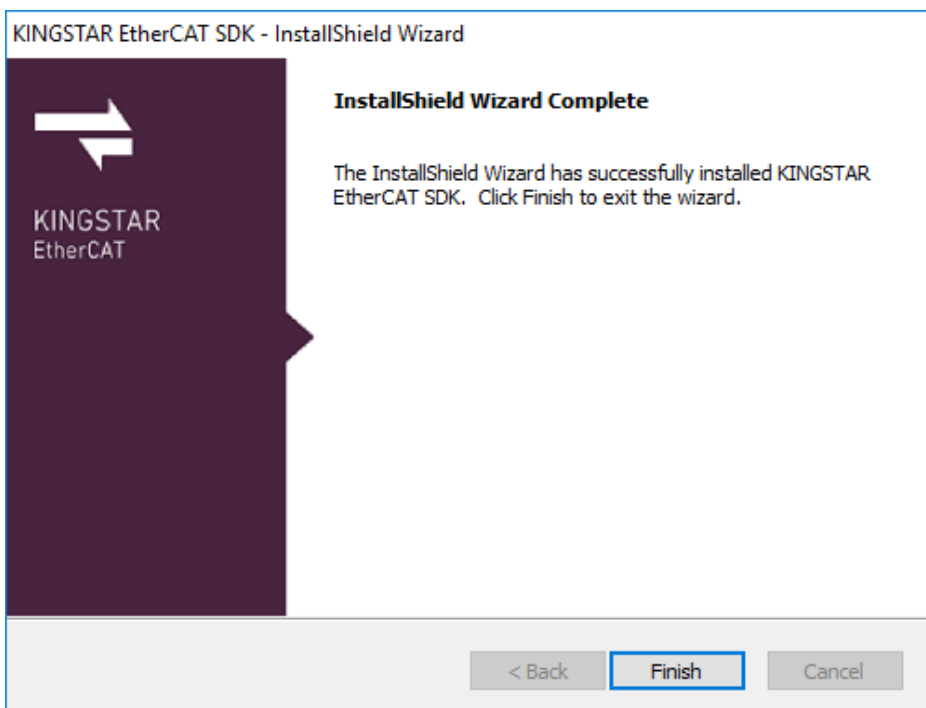 KINGSTAR EtherCAT SDK - InstallShield Wizard
KINGSTAR
EtherCAT
InstallShield Wizard Complete
The InstallShield Wizard has successfully installed KINGSTAR
EtherCAT SDK.  Click Finish to exit the wizard.
< Back
Finish
Cancel